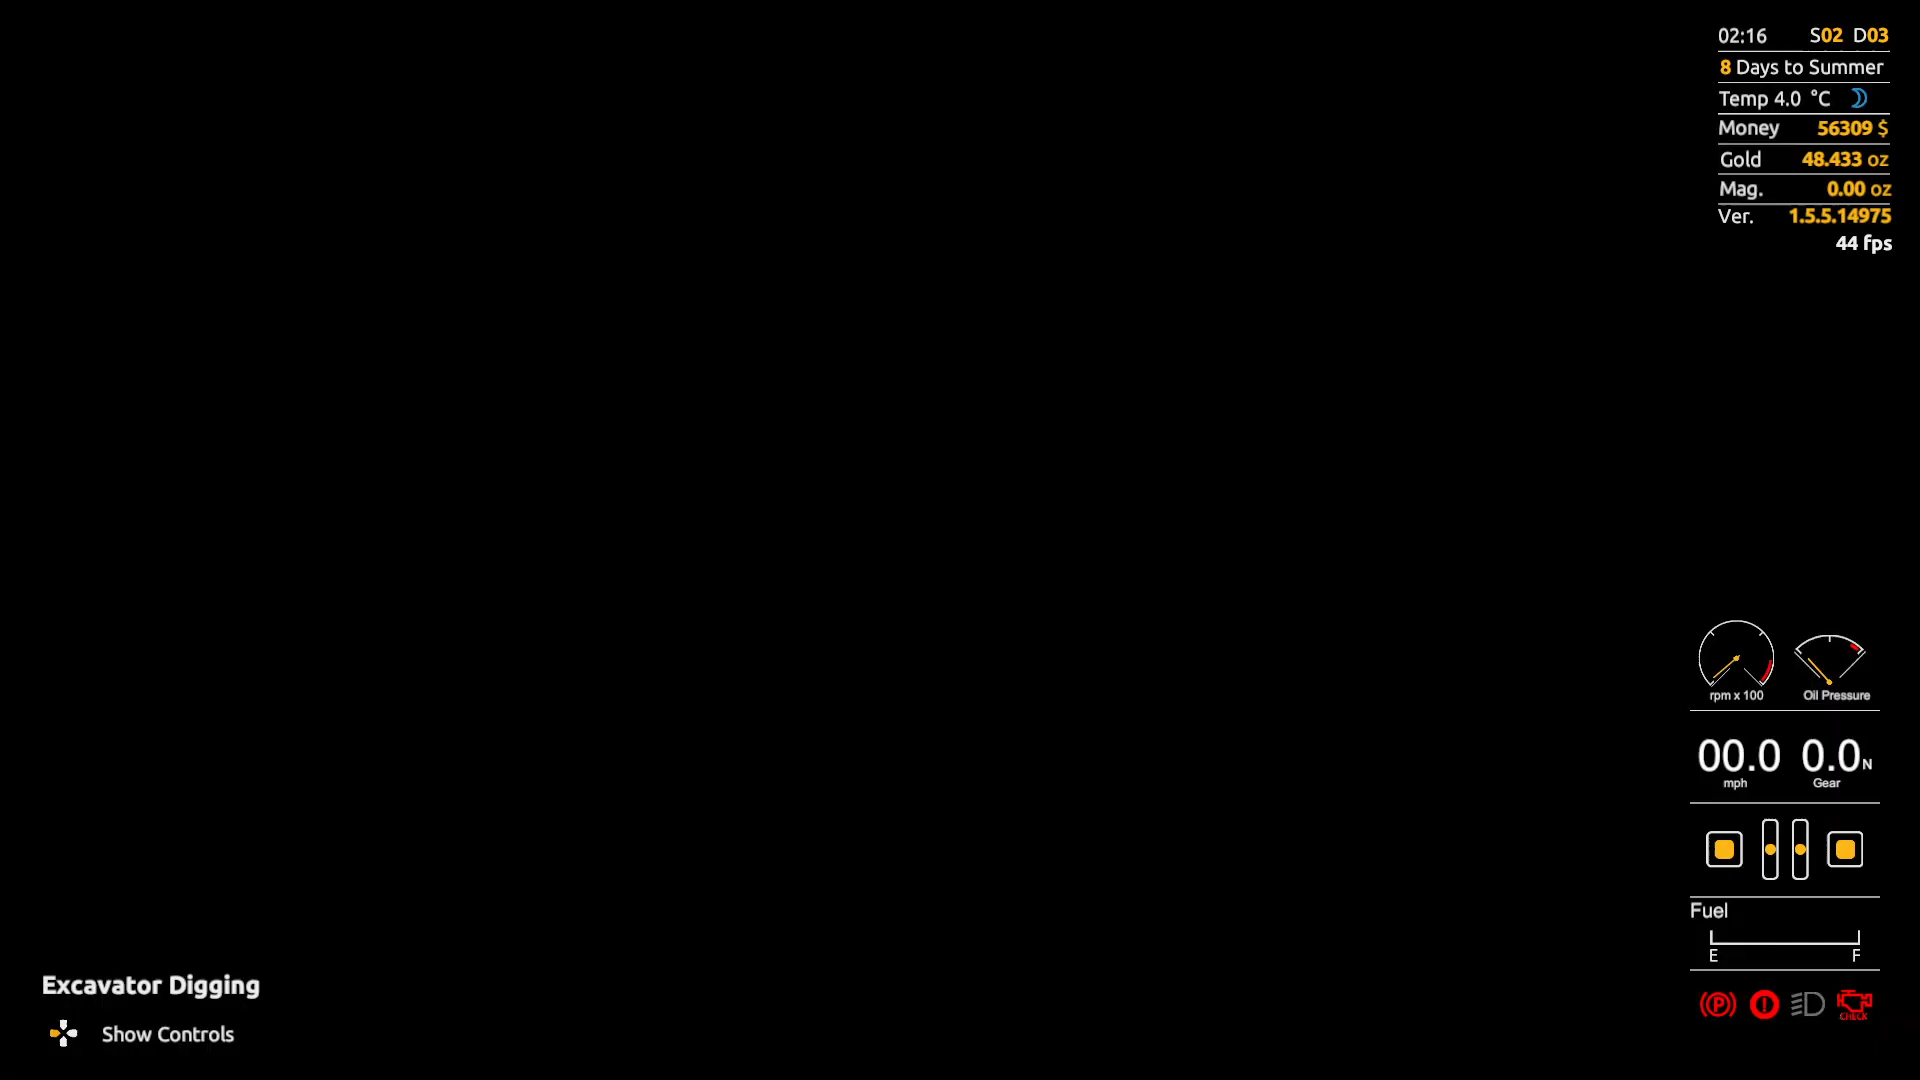 02:16 S02 D03
8 Days to Summer
Temp 4.0 °C
Money 56309 $
Gold 48.433 oz
Mag. 0.00 oz
Ver. 1.5.5.14975
44 fps
rpm x 100 Oil Pressure
00.0 0.0 N
mph Gear
Fuel
E F
P ! CHECK
Excavator Digging
Show Controls